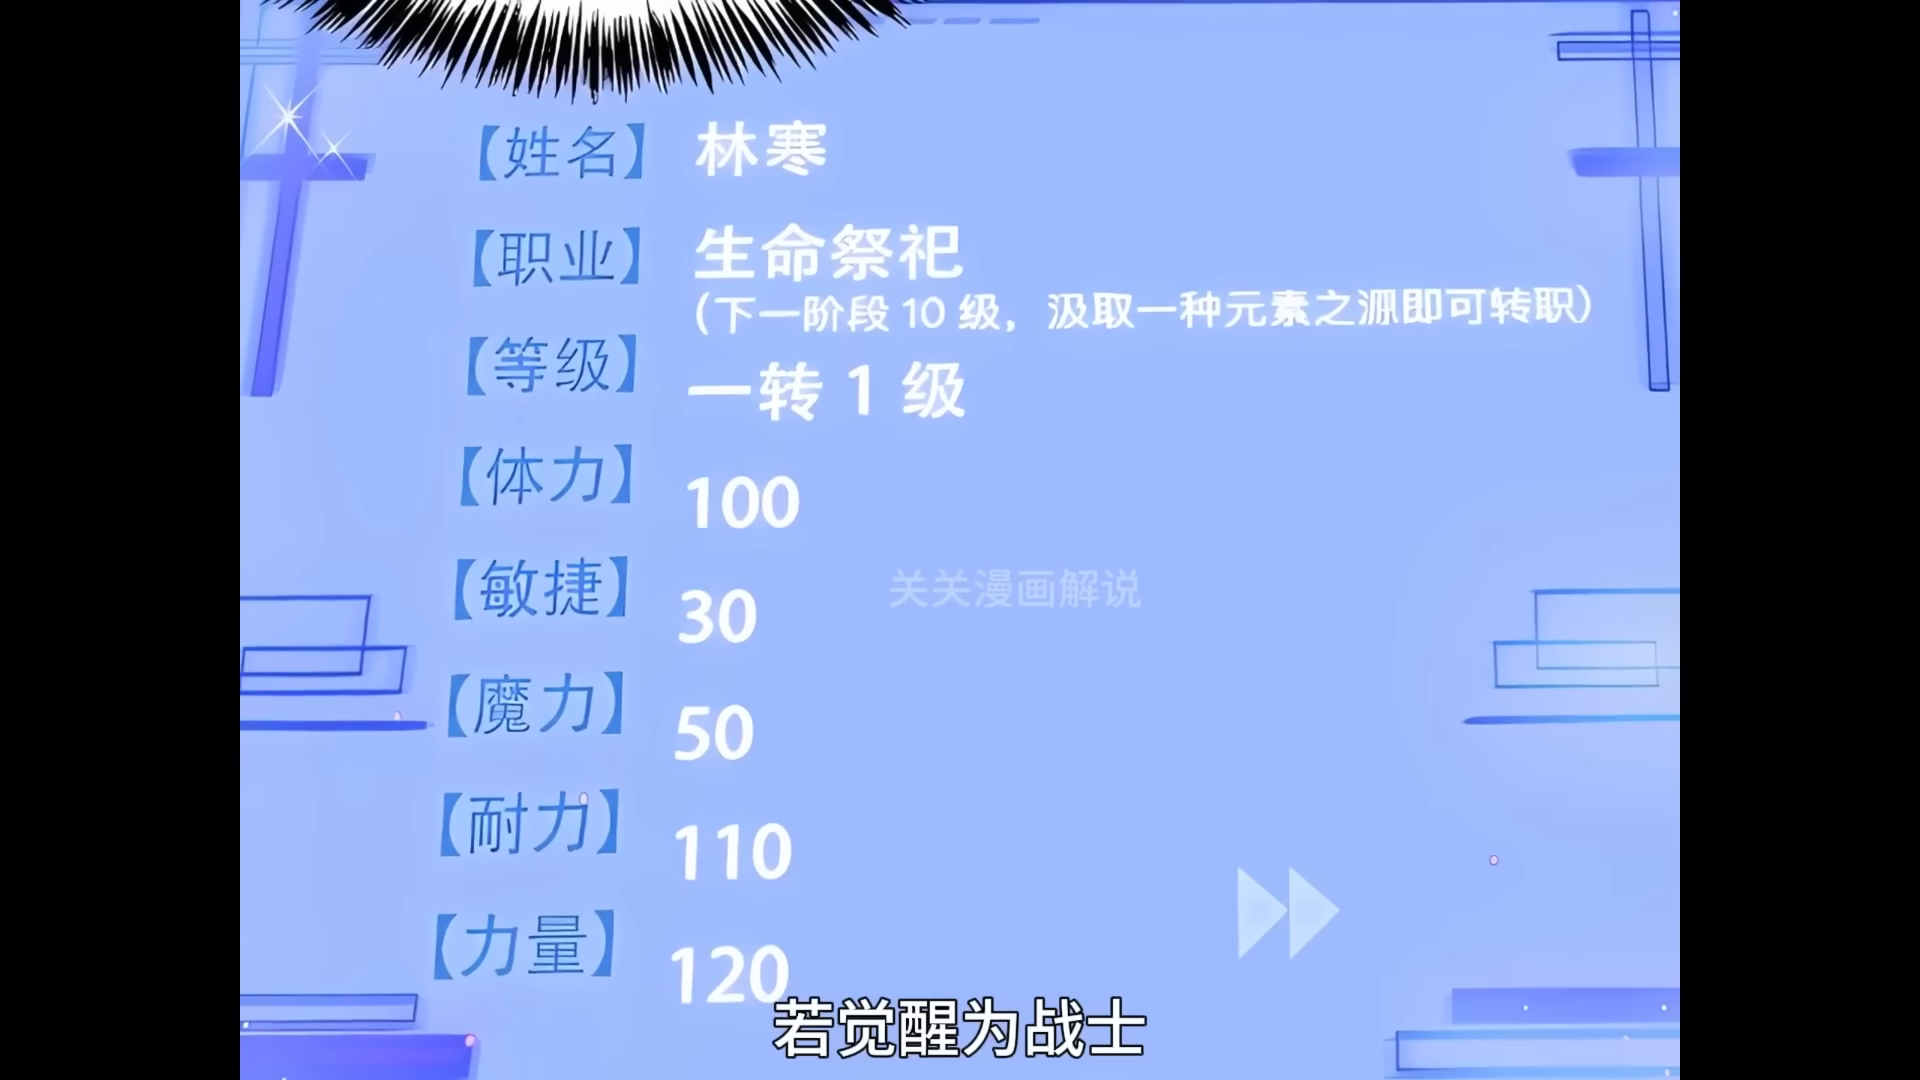 【姓名】 林寒
【职业】 生命祭祀
(下一阶段 10 级，汲取一种元素之源即可转职)
【等级】 一转 1 级
【体力】 100
【敏捷】 30
关关漫画解说
【魔力】 50
【耐力】 110
【力量】 120
若觉醒为战士